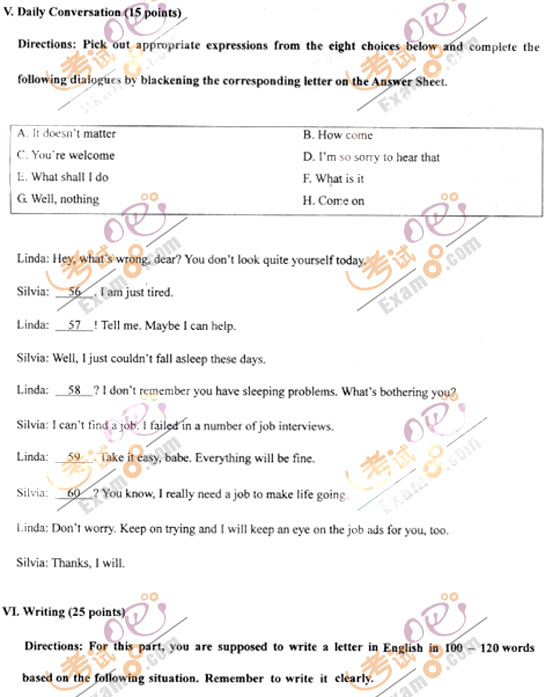 V. Daily Conversation (15 points)
Directions: Pick out appropriate expressions from the eight choices below and complete the
following dialogues by blackening the corresponding letter on the Answer Sheet.
A. It doesn't matter B. How come
C. You're welcome D. I'm so sorry to hear that
E. What shall I do F. What is it
G. Well, nothing H. Come on
Linda: Hey, what's wrong, dear? You don't look quite yourself today.
Silvia: 56 . I am just tired.
Linda: 57 ! Tell me. Maybe I can help.
Silvia: Well, I just couldn't fall asleep these days.
Linda: 58 ? I don't remember you have sleeping problems. What's bothering you?
Silvia: I can't find a job. I failed in a number of job interviews.
Linda: 59 . Take it easy, babe. Everything will be fine.
Silvia: 60 ? You know, I really need a job to make life going.
Linda: Don't worry. Keep on trying and I will keep an eye on the job ads for you, too.
Silvia: Thanks, I will.
VI. Writing (25 points)
Directions: For this part, you are supposed to write a letter in English in 100 – 120 words
based on the following situation. Remember to write it clearly.